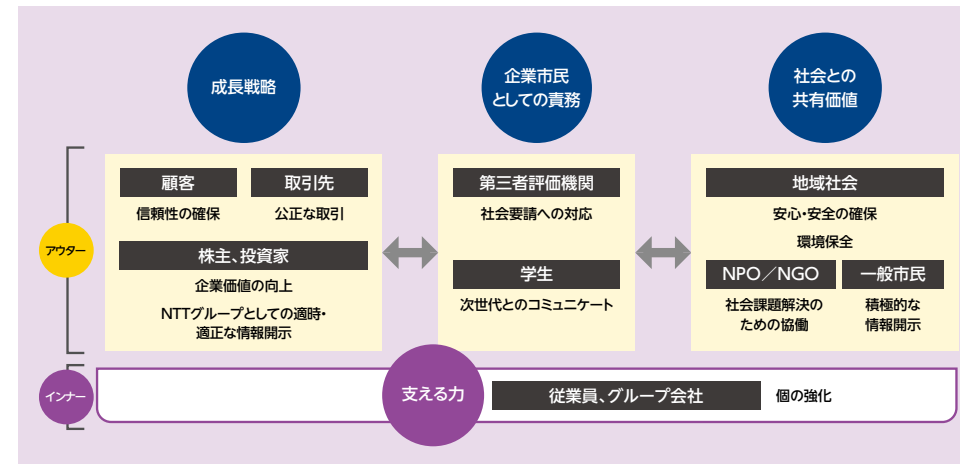 成長戦略
企業市民
としての責務
社会との
共有価値
アウター
顧客
信頼性の確保
取引先
公正な取引
株主、投資家
企業価値の向上
NTTグループとしての適時・
適正な情報開示
第三者評価機関
社会要請への対応
学生
次世代とのコミュニケート
地域社会
安心・安全の確保
環境保全
NPO／NGO
社会課題解決の
ための協働
一般市民
積極的な
情報開示
インナー
支える力
従業員、グループ会社
個の強化